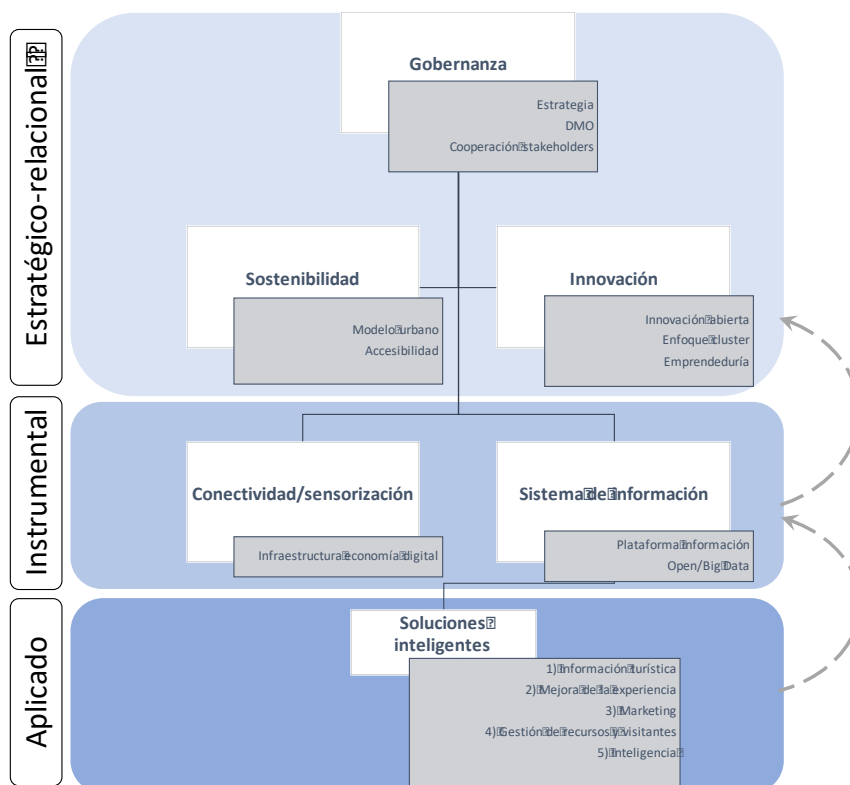 Estratégico-relacional
Gobernanza
Estrategia
DMO
Cooperación stakeholders
Sostenibilidad
Modelo urbano
Accesibilidad
Innovación
Innovación abierta
Enfoque cluster
Emprendeduría
Instrumental
Conectividad/sensorización
Infraestructura economía digital
Sistema de información
Plataforma información
Open/Big Data
Aplicado
Soluciones
inteligentes
1) Información turística
2) Mejora de la experiencia
3) Marketing
4) Gestión de recursos y visitantes
5) Inteligencia